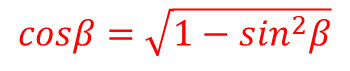 cosβ = √(1 − sin²β)